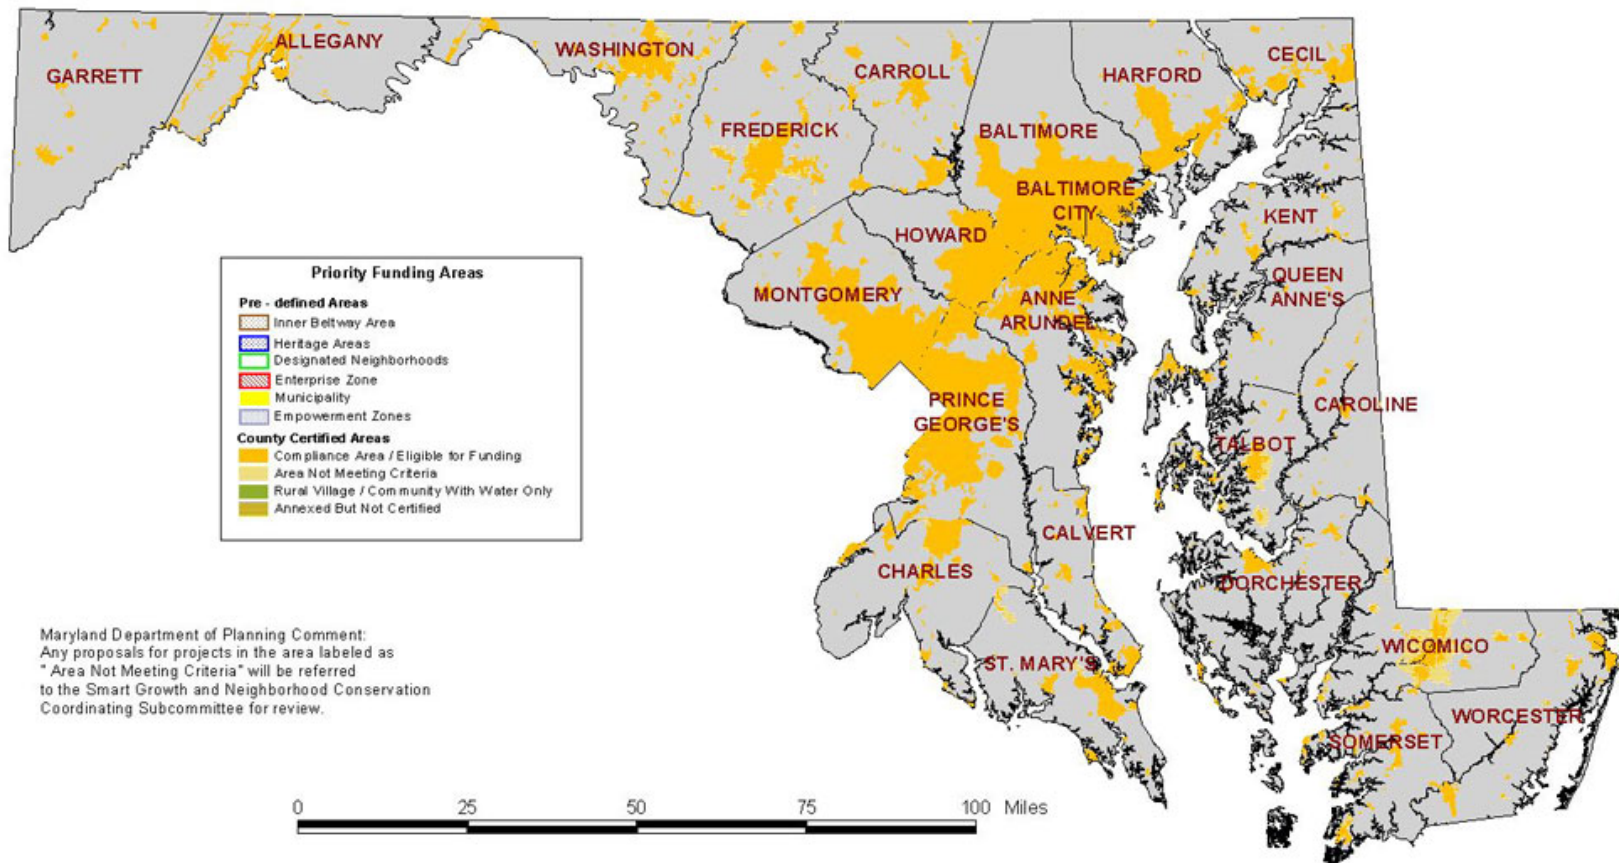 ALLEGANY
WASHINGTON
CECIL
GARRETT
CARROLL
HARFORD
FREDERICK
BALTIMORE
BALTIMORE
CITY
KENT
HOWARD
QUEEN
ANNE'S
MONTGOMERY
ANNE
ARUNDEL
PRINCE
GEORGE'S
CAROLINE
TALBOT
CALVERT
CHARLES
DORCHESTER
ST. MARY'S
WICOMICO
WORCESTER
SOMERSET
Priority Funding Areas
Pre - defined Areas
Inner Beltway Area
Heritage Areas
Designated Neighborhoods
Enterprise Zone
Municipality
Empowerment Zones
County Certified Areas
Compliance Area / Eligible for Funding
Area Not Meeting Criteria
Rural Village / Community With Water Only
Annexed But Not Certified
Maryland Department of Planning Comment:
Any proposals for projects in the area labeled as
" Area Not Meeting Criteria" will be referred
to the Smart Growth and Neighborhood Conservation
Coordinating Subcommittee for review.
0 25 50 75 100 Miles